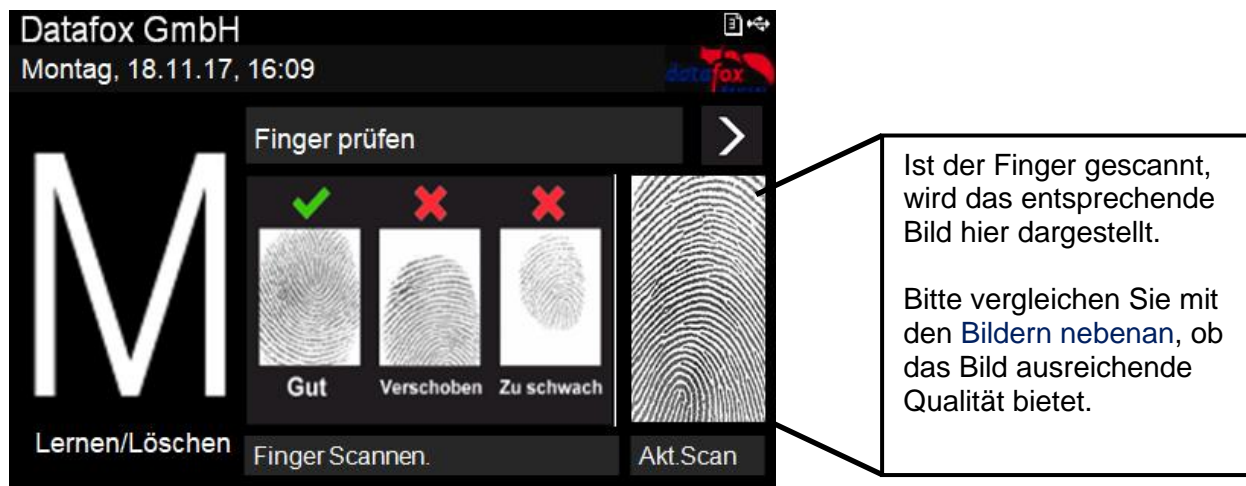 Datafox GmbH
Montag, 18.11.17, 16:09
datafox
Finger prüfen
Gut
Verschoben
Zu schwach
M
Lernen/Löschen
Finger Scannen.
Akt.Scan
Ist der Finger gescannt,
wird das entsprechende
Bild hier dargestellt.
Bitte vergleichen Sie mit
den Bildern nebenan, ob
das Bild ausreichende
Qualität bietet.